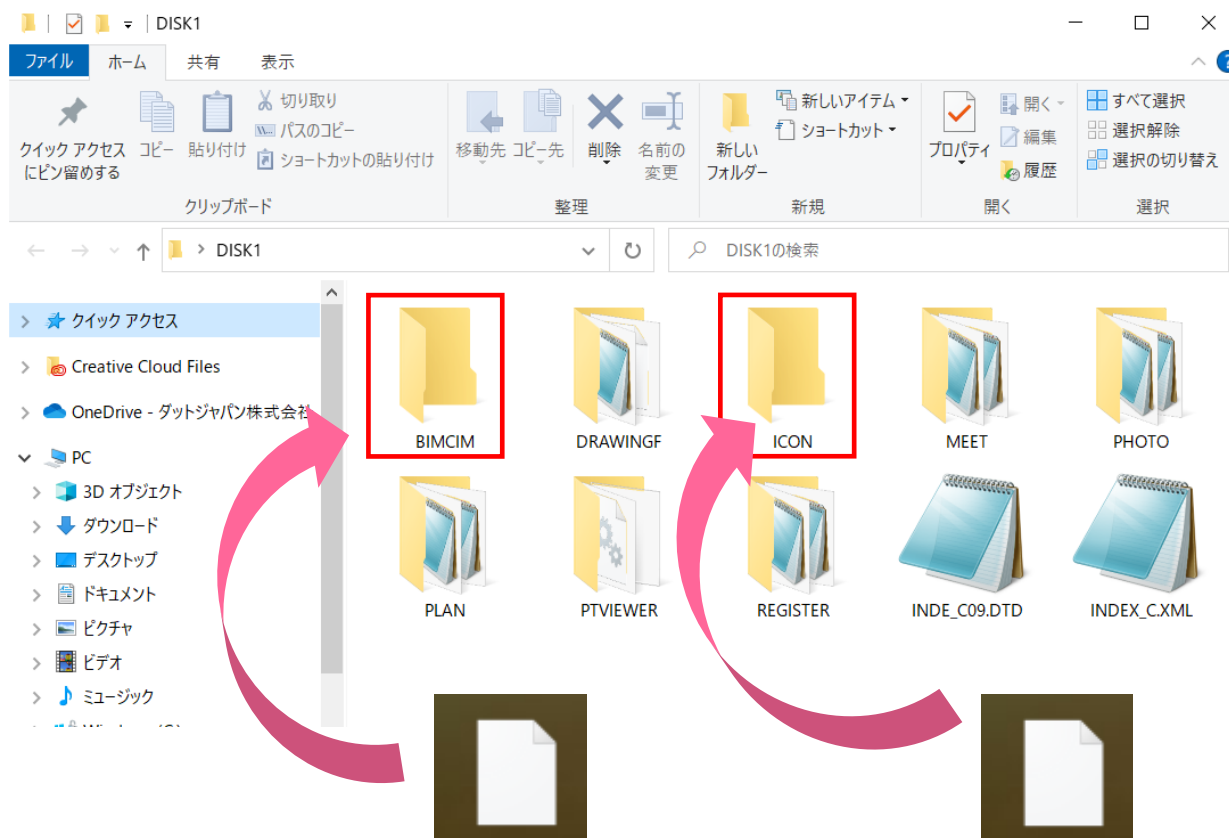 DISK1
ファイル ホーム 共有 表示
クイック アクセス
にピン留めする
コピー
貼り付け
切り取り
パスのコピー
ショートカットの貼り付け
クリップボード
移動先
コピー先
削除
名前の
変更
整理
新しい
フォルダー
新しいアイテム
ショートカット
新規
プロパティ
開く
編集
履歴
開く
すべて選択
選択解除
選択の切り替え
選択
DISK1
DISK1の検索
クイック アクセス
Creative Cloud Files
OneDrive - ダットジャパン株式会社
PC
3D オブジェクト
ダウンロード
デスクトップ
ドキュメント
ピクチャ
ビデオ
ミュージック
BIMCIM DRAWINGF ICON MEET PHOTO
PLAN PTVIEWER REGISTER INDE_C09.DTD INDEX_C.XML